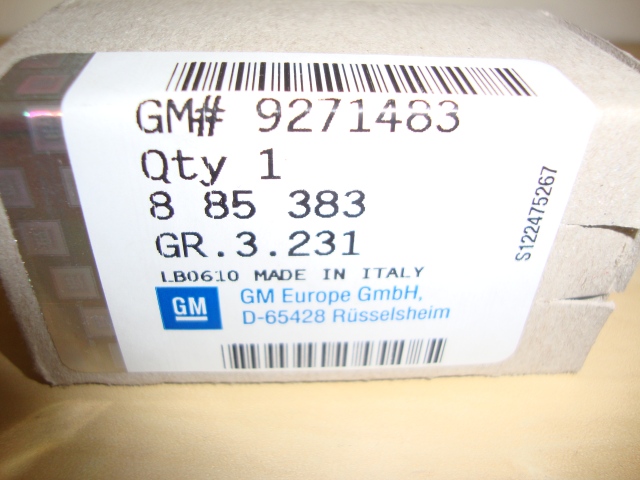 GM# 9271483
Qty 1
8 85 383
GR.3.231
LB0610 MADE IN ITALY
GM
GM Europe GmbH,
D-65428 Rüsselsheim
S122475267